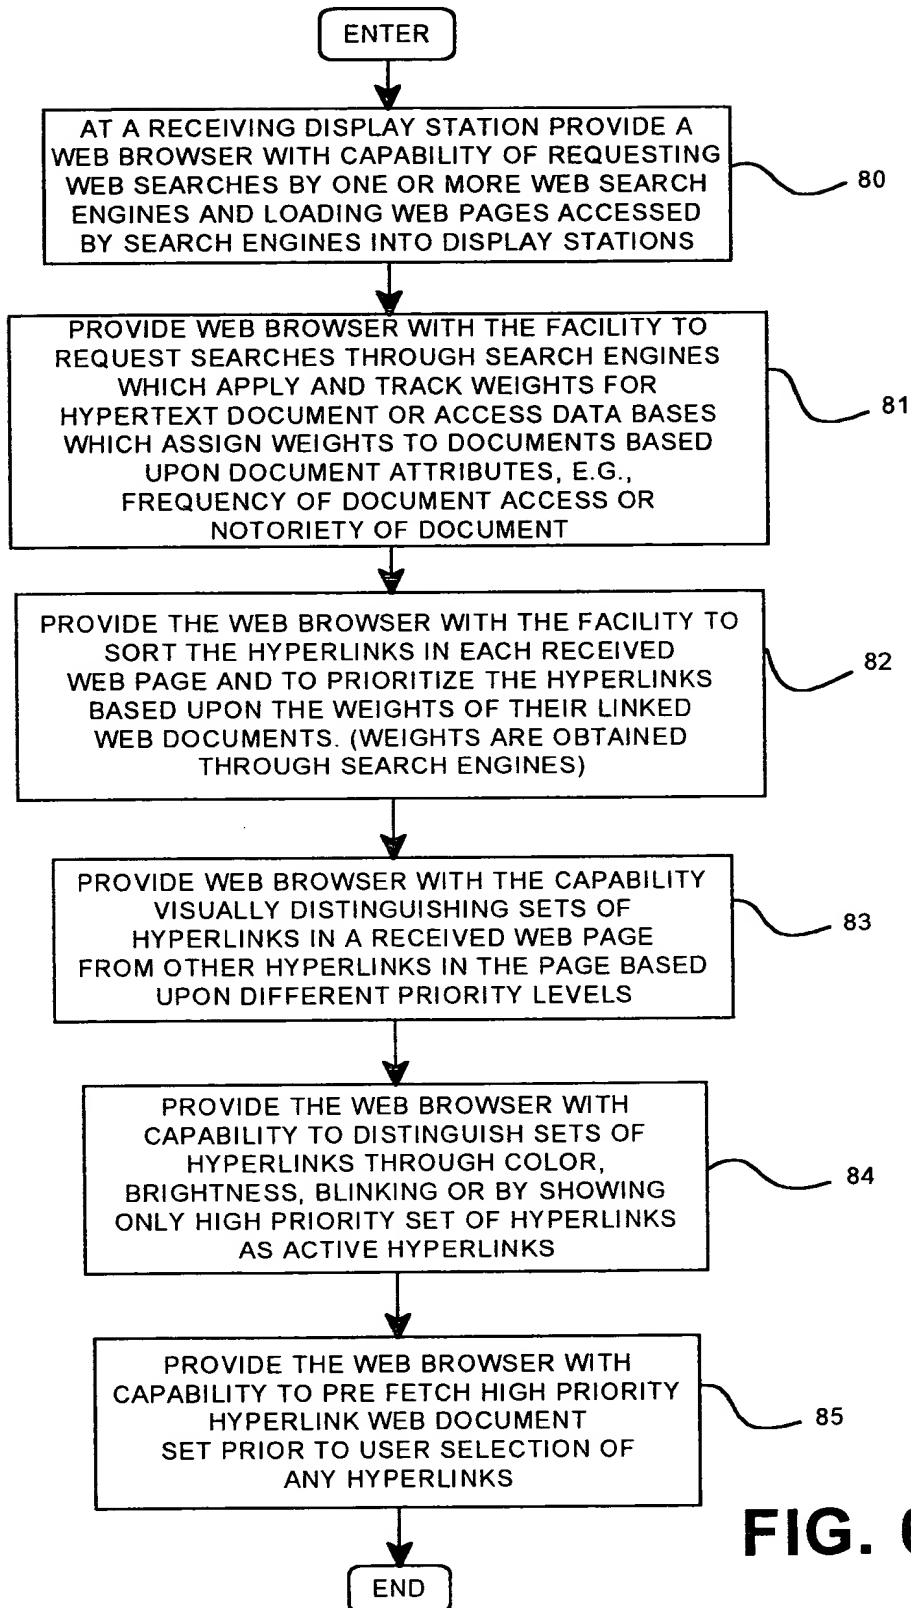 ENTER
AT A RECEIVING DISPLAY STATION PROVIDE A
WEB BROWSER WITH CAPABILITY OF REQUESTING
WEB SEARCHES BY ONE OR MORE WEB SEARCH
ENGINES AND LOADING WEB PAGES ACCESSED
BY SEARCH ENGINES INTO DISPLAY STATIONS
80
PROVIDE WEB BROWSER WITH THE FACILITY TO
REQUEST SEARCHES THROUGH SEARCH ENGINES
WHICH APPLY AND TRACK WEIGHTS FOR
HYPERTEXT DOCUMENT OR ACCESS DATA BASES
WHICH ASSIGN WEIGHTS TO DOCUMENTS BASED
UPON DOCUMENT ATTRIBUTES, E.G.,
FREQUENCY OF DOCUMENT ACCESS OR
NOTORIETY OF DOCUMENT
81
PROVIDE THE WEB BROWSER WITH THE FACILITY TO
SORT THE HYPERLINKS IN EACH RECEIVED
WEB PAGE AND TO PRIORITIZE THE HYPERLINKS
BASED UPON THE WEIGHTS OF THEIR LINKED
WEB DOCUMENTS. (WEIGHTS ARE OBTAINED
THROUGH SEARCH ENGINES)
82
PROVIDE WEB BROWSER WITH THE CAPABILITY
VISUALLY DISTINGUISHING SETS OF
HYPERLINKS IN A RECEIVED WEB PAGE
FROM OTHER HYPERLINKS IN THE PAGE BASED
UPON DIFFERENT PRIORITY LEVELS
83
PROVIDE THE WEB BROWSER WITH
CAPABILITY TO DISTINGUISH SETS OF
HYPERLINKS THROUGH COLOR,
BRIGHTNESS, BLINKING OR BY SHOWING
ONLY HIGH PRIORITY SET OF HYPERLINKS
AS ACTIVE HYPERLINKS
84
PROVIDE THE WEB BROWSER WITH
CAPABILITY TO PRE FETCH HIGH PRIORITY
HYPERLINK WEB DOCUMENT
SET PRIOR TO USER SELECTION OF
ANY HYPERLINKS
85
END
FIG.